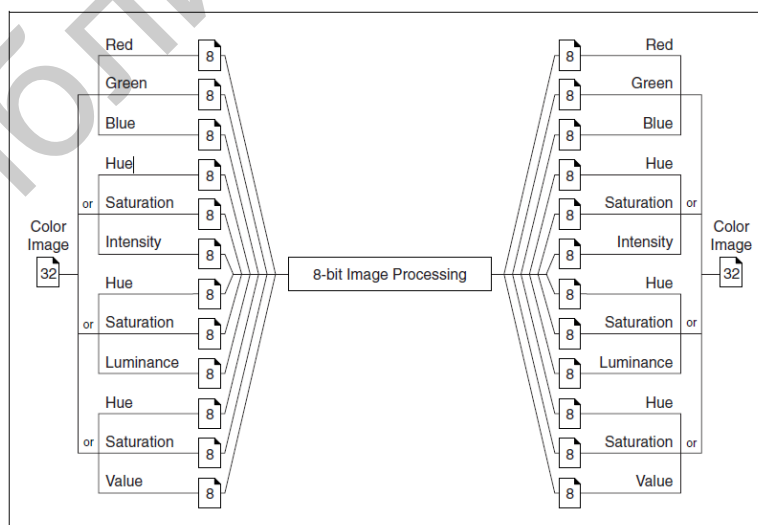 Red
8
Green
8
Blue
8
Hue
8
or
Saturation
8
Intensity
8
Color
Image
32
Hue
8
or
Saturation
8
Luminance
8
Hue
8
or
Saturation
8
Value
8
8-bit Image Processing
8
Red
8
Green
8
Blue
8
Hue
8
Saturation
or
8
Intensity
Color
Image
32
8
Hue
8
Saturation
or
8
Luminance
8
Hue
8
Saturation
or
8
Value